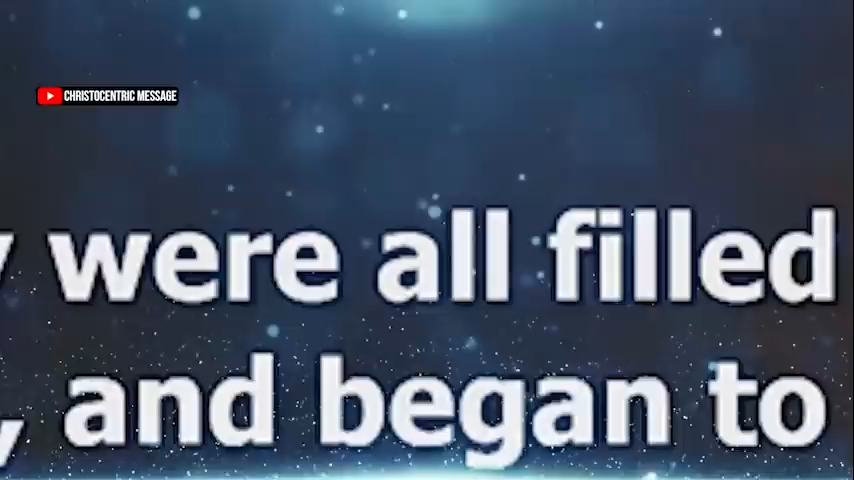 CHRISTOCENTRIC MESSAGE
were all filled
, and began to